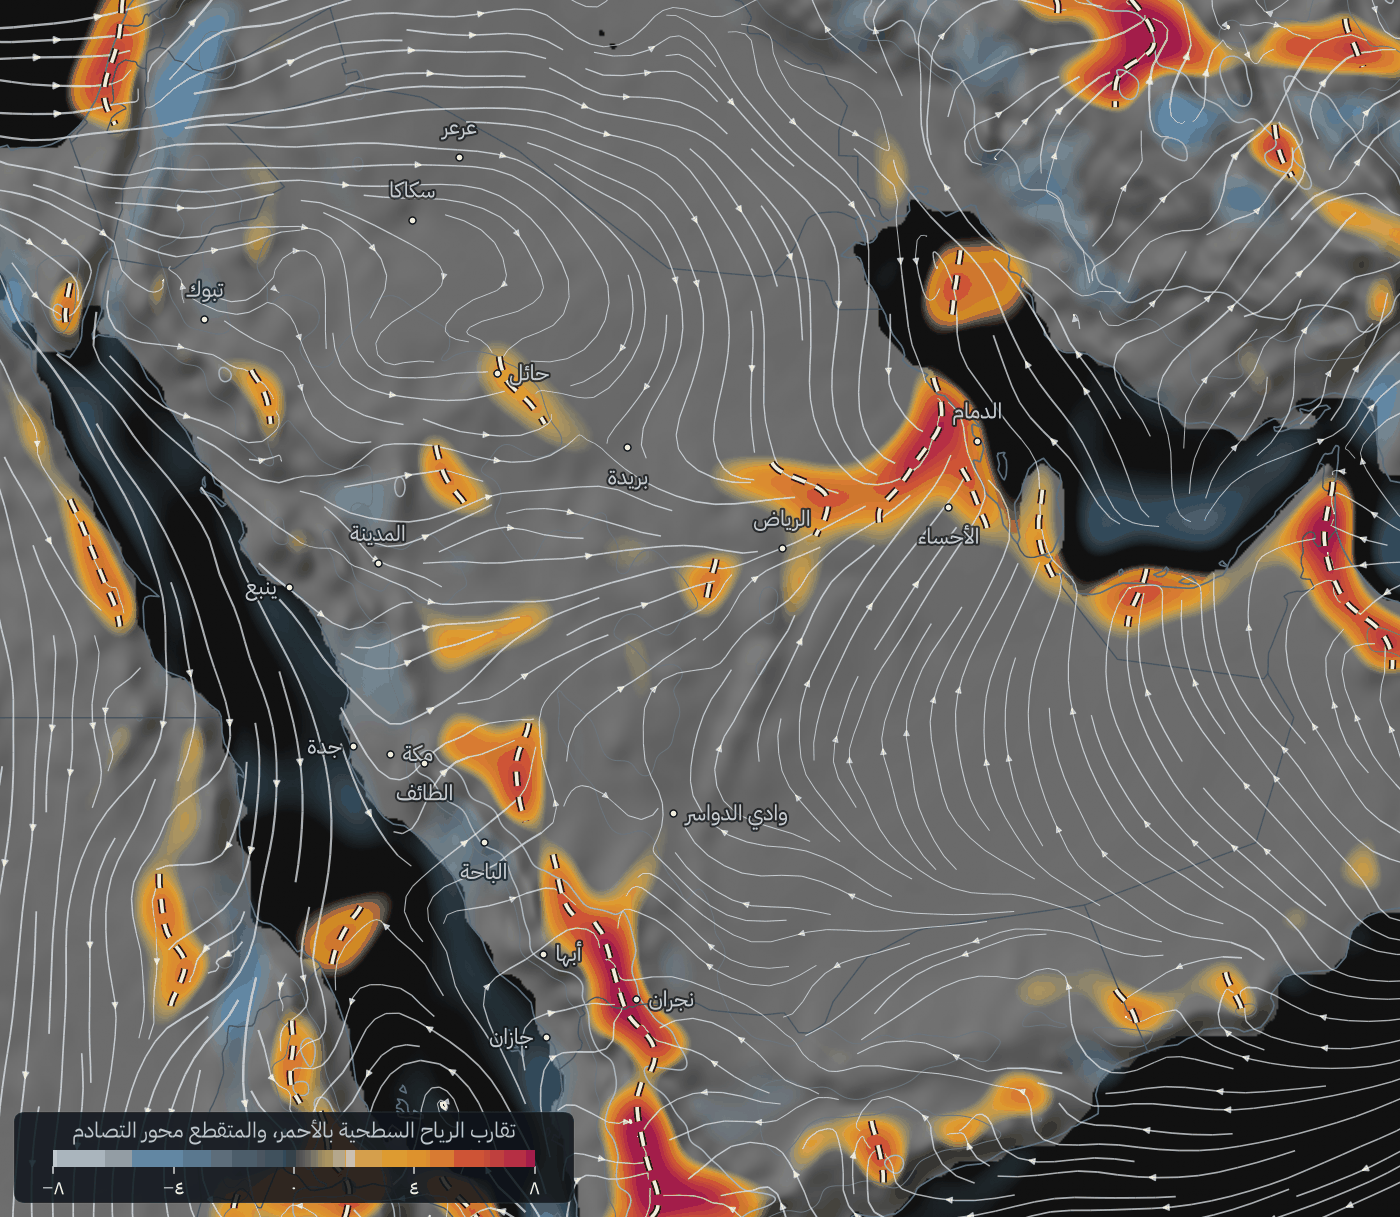 عرعر
سكاكا
تبوك
حائل
الدمام
بريدة
الرياض
الأحساء
المدينة
ينبع
جدة
مكة
الطائف
وادي الدواسر
الباحة
أبها
نجران
جازان
تقارب الرياح السطحية بالأحمر، والمتقطع محور التصادم
−٨ −٤ ٠ ٤ ٨